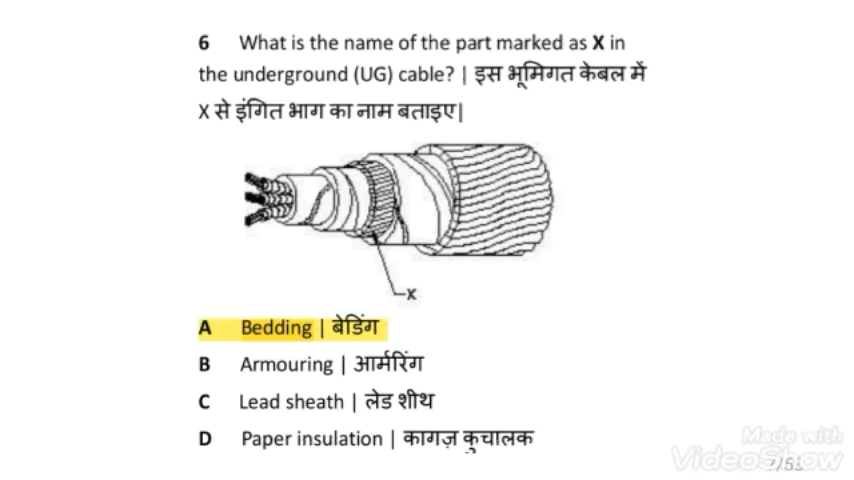 6 What is the name of the part marked as X in
the underground (UG) cable? | इस भूमिगत केबल में
X से इंगित भाग का नाम बताइए|
X
A Bedding | बेडिंग
B Armouring | आर्मरिंग
C Lead sheath | लेड शीथ
D Paper insulation | कागज़ कुचालक
Made with
VideoShow